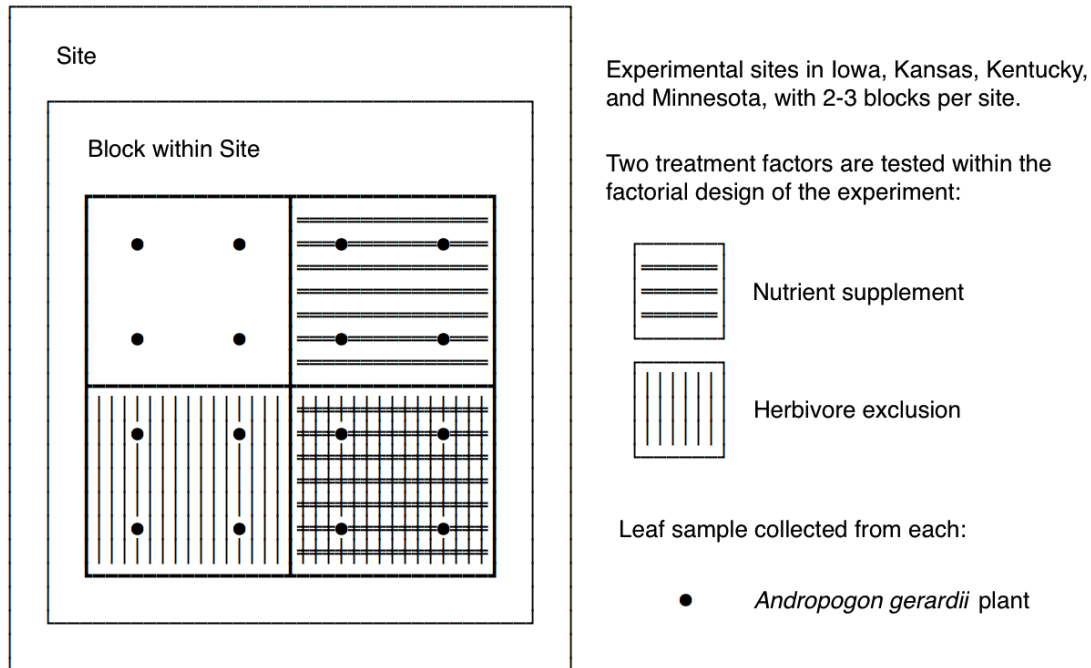 Site
Block within Site
Experimental sites in Iowa, Kansas, Kentucky,
and Minnesota, with 2-3 blocks per site.
Two treatment factors are tested within the
factorial design of the experiment:
Nutrient supplement
Herbivore exclusion
Leaf sample collected from each:
Andropogon gerardii plant